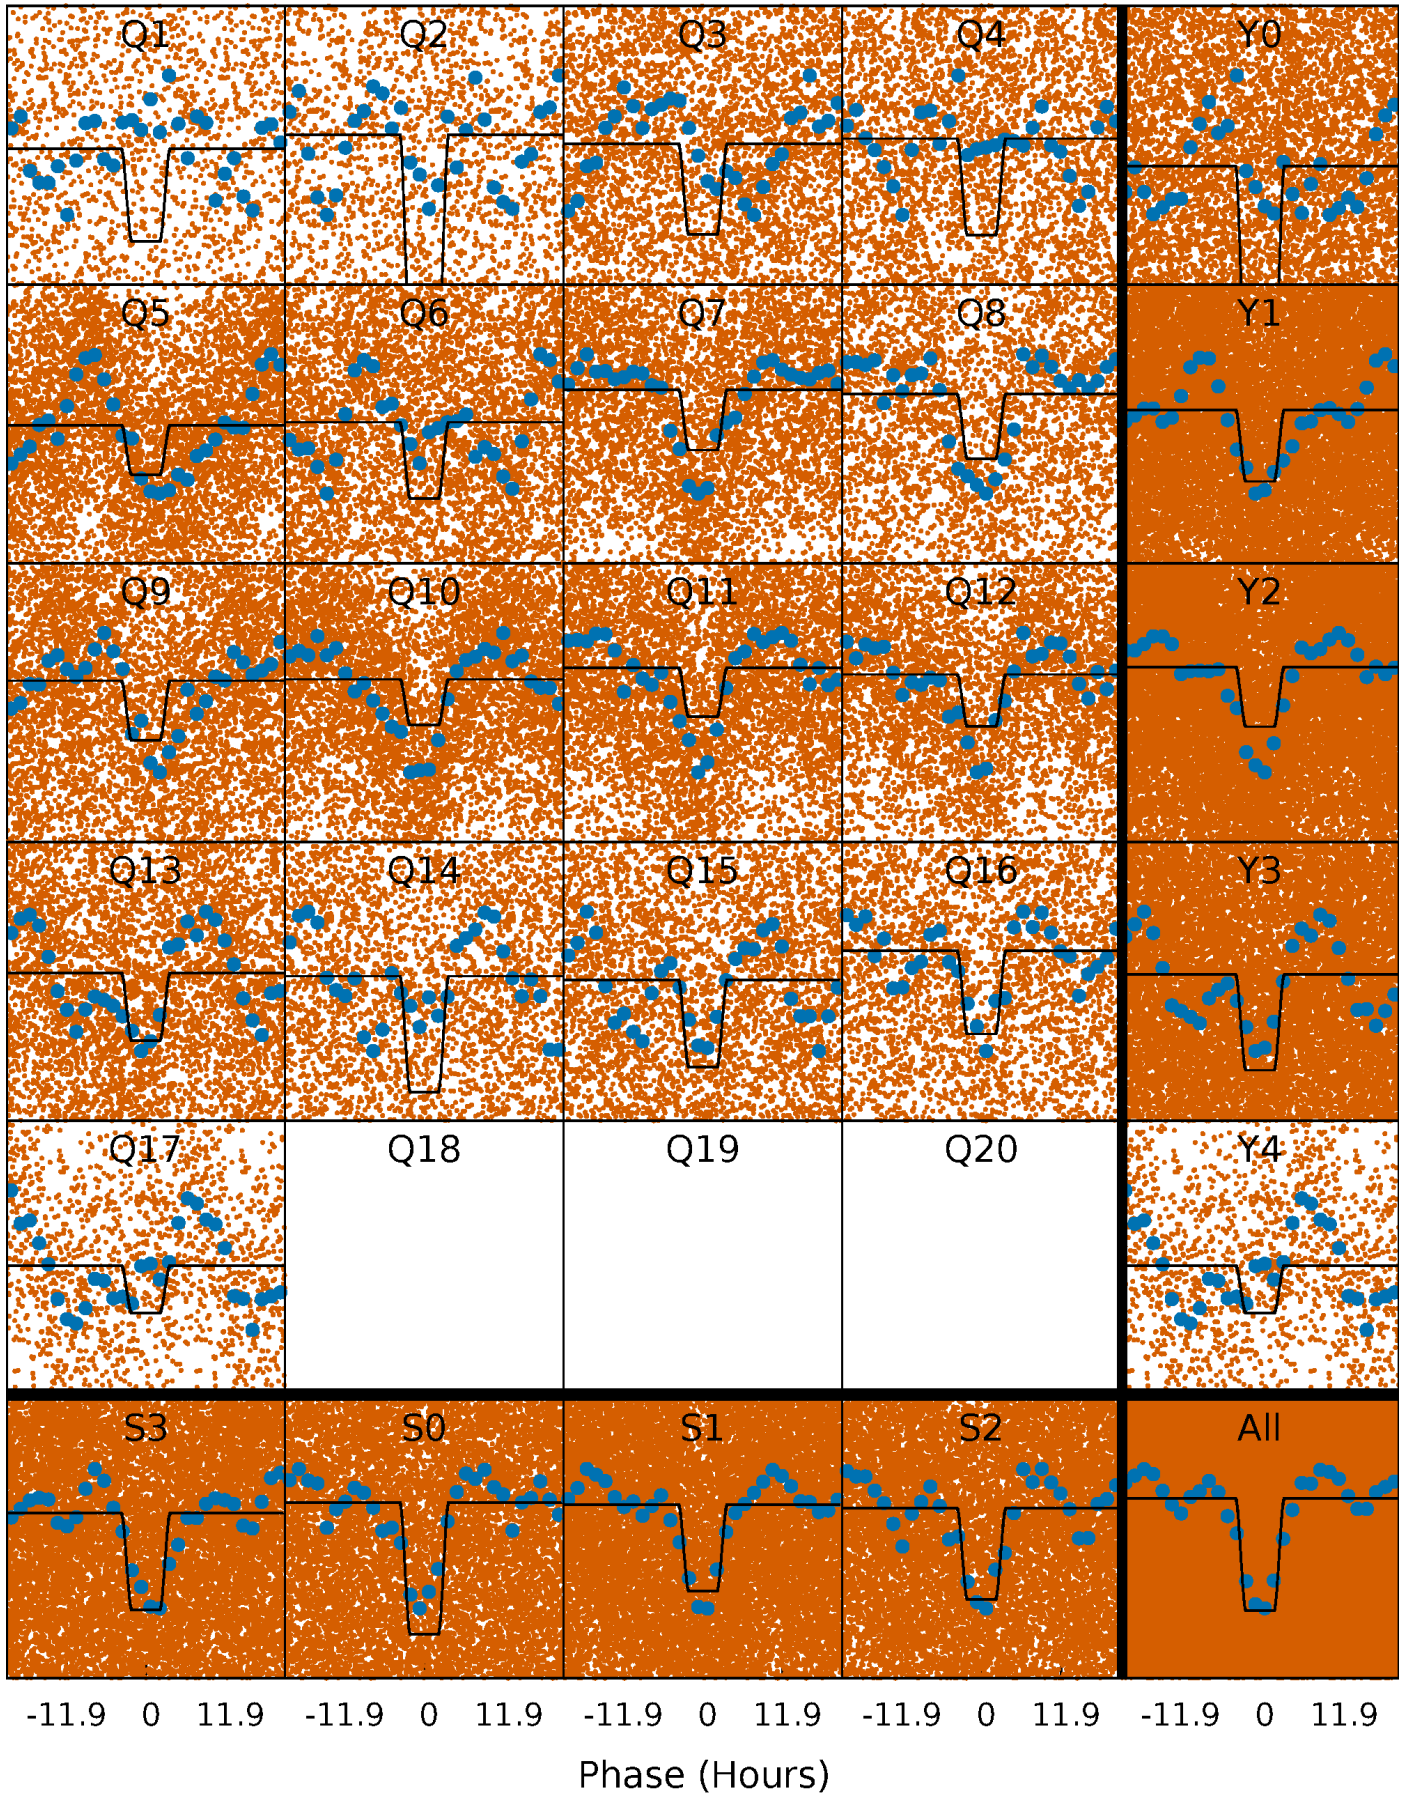 Q1 Q2 Q3 Q4 Y0
Q5 Q6 Q7 Q8 Y1
Q9 Q10 Q11 Q12 Y2
Q13 Q14 Q15 Q16 Y3
Q17 Q18 Q19 Q20 Y4
S3 S0 S1 S2 All
-11.9 0 11.9 -11.9 0 11.9 -11.9 0 11.9 -11.9 0 11.9 -11.9 0 11.9
Phase (Hours)